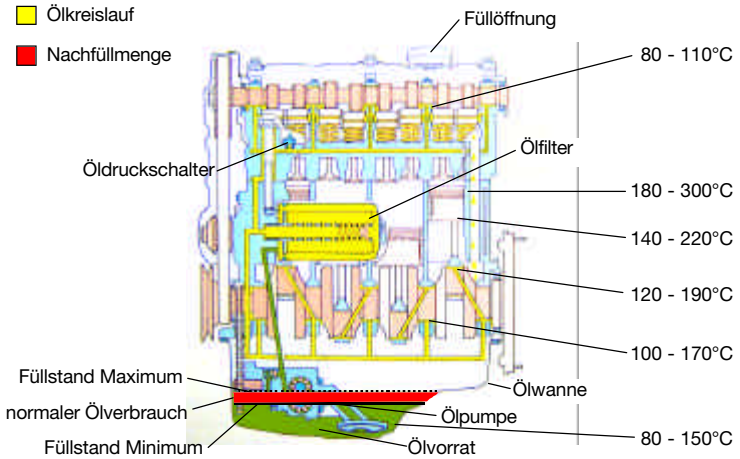 Ölkreislauf
Nachfüllmenge
Füllöffnung
80 - 110°C
Öldruckschalter
Ölfilter
180 - 300°C
140 - 220°C
120 - 190°C
100 - 170°C
Füllstand Maximum
normaler Ölverbrauch
Füllstand Minimum
Ölwanne
Ölpumpe
Ölvorrat
80 - 150°C